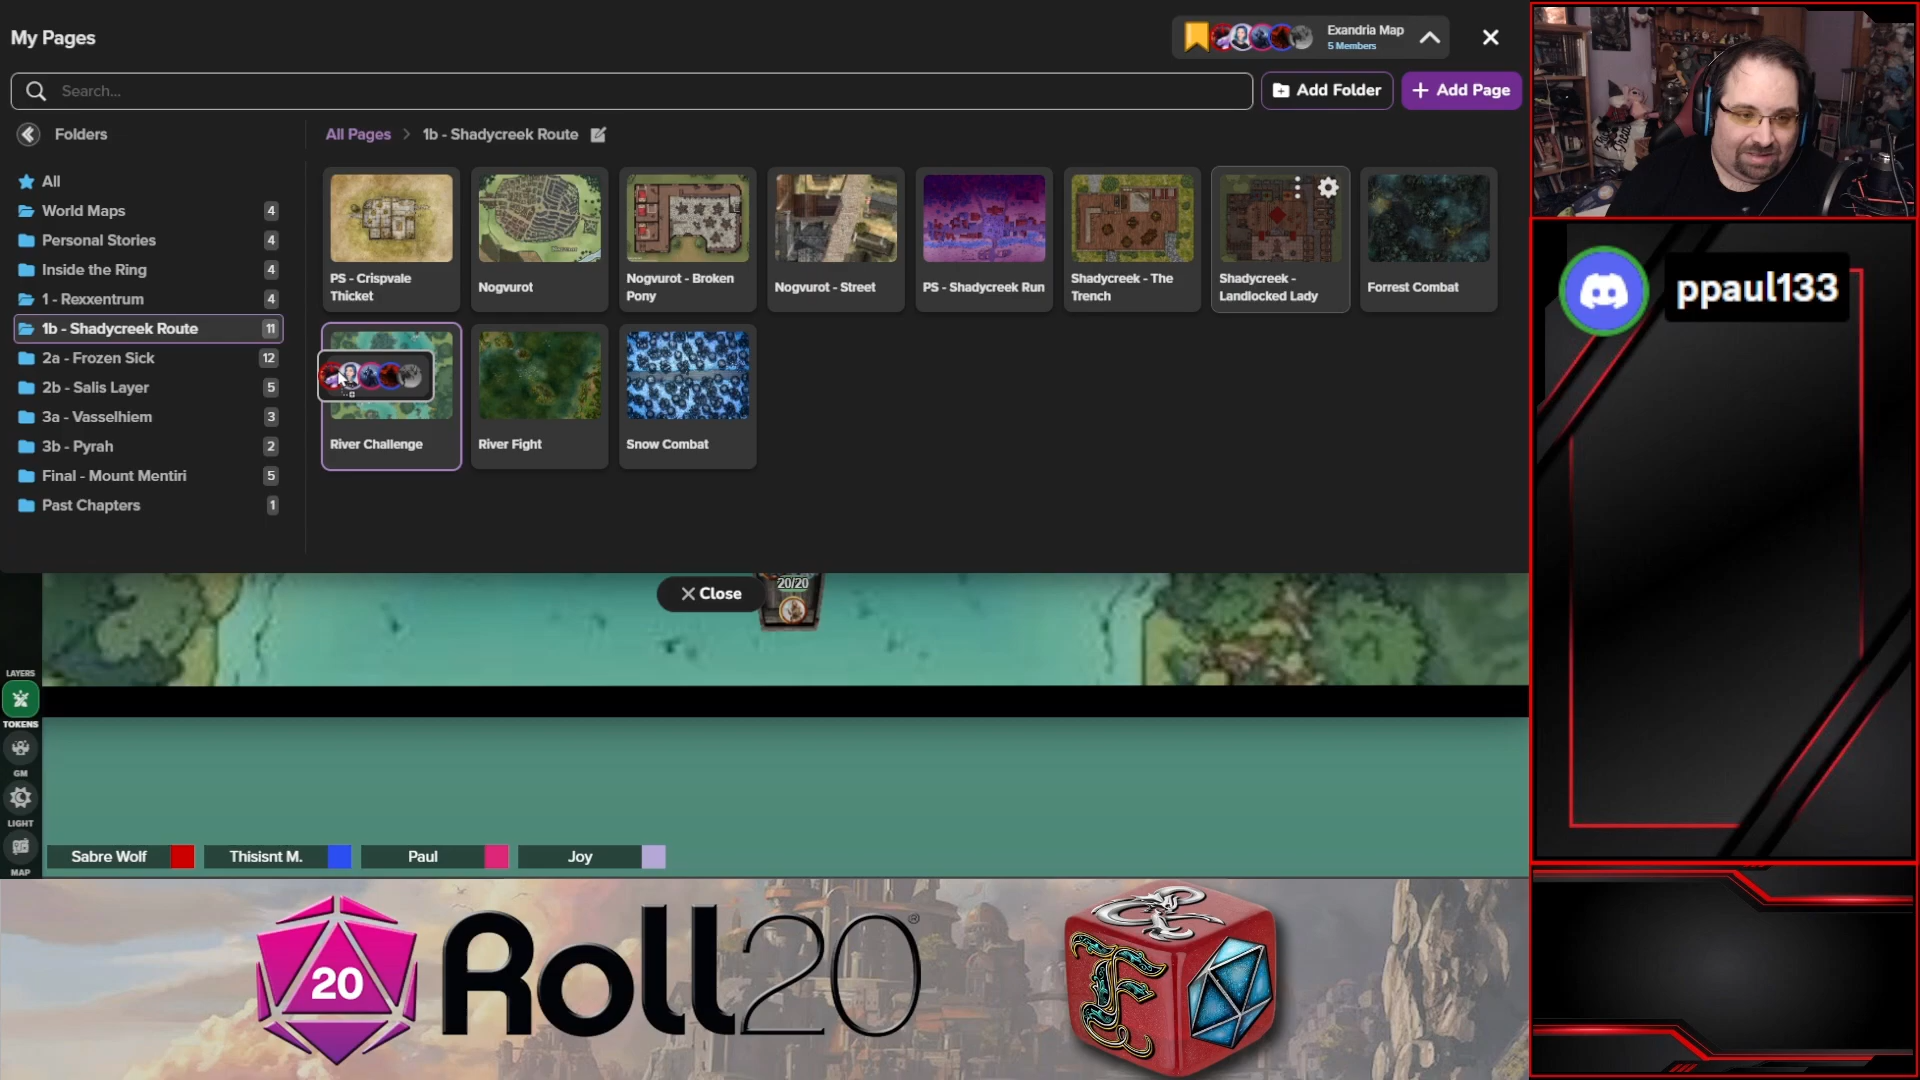 My Pages
Exandria Map
5 Members
Search...
Add Folder
Add Page
Folders
All Pages > 1b - Shadycreek Route
All
World Maps 4
Personal Stories 4
Inside the Ring 4
1 - Rexxentrum 4
1b - Shadycreek Route 11
2a - Frozen Sick 12
2b - Salis Layer 5
3a - Vasselhiem 3
3b - Pyrah 2
Final - Mount Mentiri 5
Past Chapters 1
PS - Crispvale
Thicket
Nogvurot
Nogvurot - Broken
Pony
Nogvurot - Street
PS - Shadycreek Run
Shadycreek - The
Trench
Shadycreek -
Landlocked Lady
Forrest Combat
River Challenge
River Fight
Snow Combat
ppaul133
Close
20/20
LAYERS
TOKENS
GM
LIGHT
MAP
Sabre Wolf
Thisisnt M.
Paul
Joy
20
Roll20®